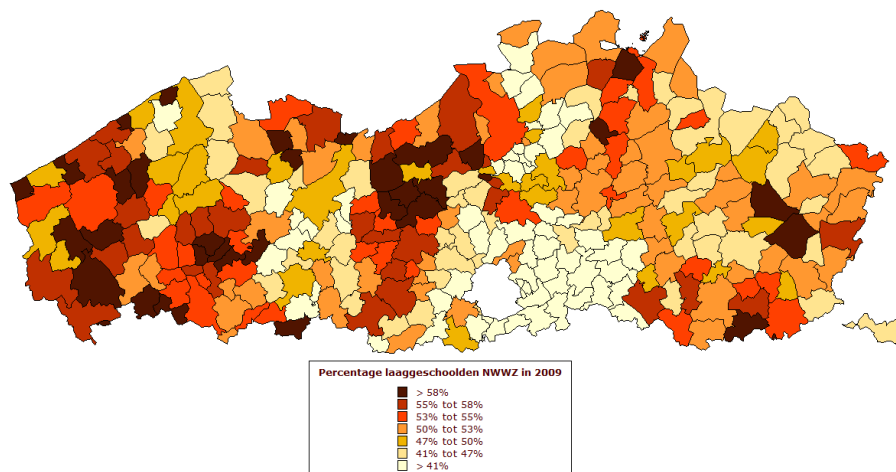 Percentage laaggeschoolden NWWZ in 2009
> 58%
55% tot 58%
53% tot 55%
50% tot 53%
47% tot 50%
41% tot 47%
> 41%